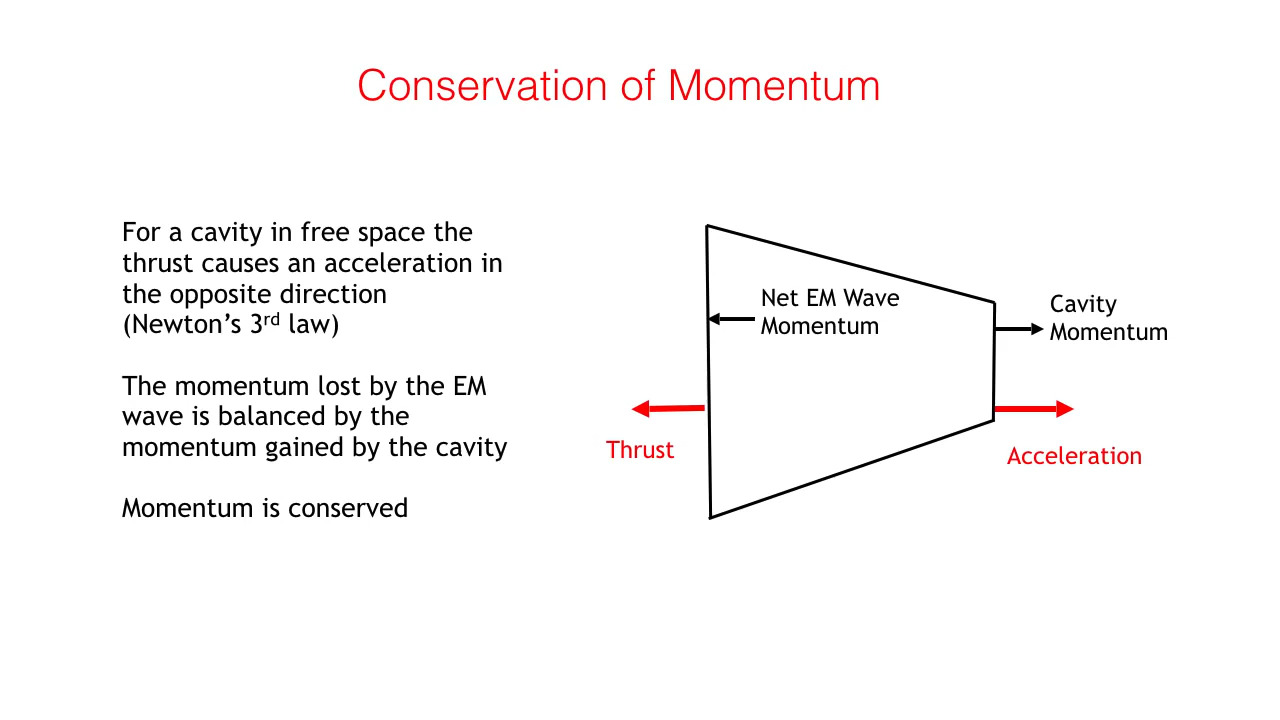 Conservation of Momentum
For a cavity in free space the
thrust causes an acceleration in
the opposite direction
(Newton’s 3rd law)
The momentum lost by the EM
wave is balanced by the
momentum gained by the cavity
Momentum is conserved
Net EM Wave
Momentum
Cavity
Momentum
Thrust
Acceleration